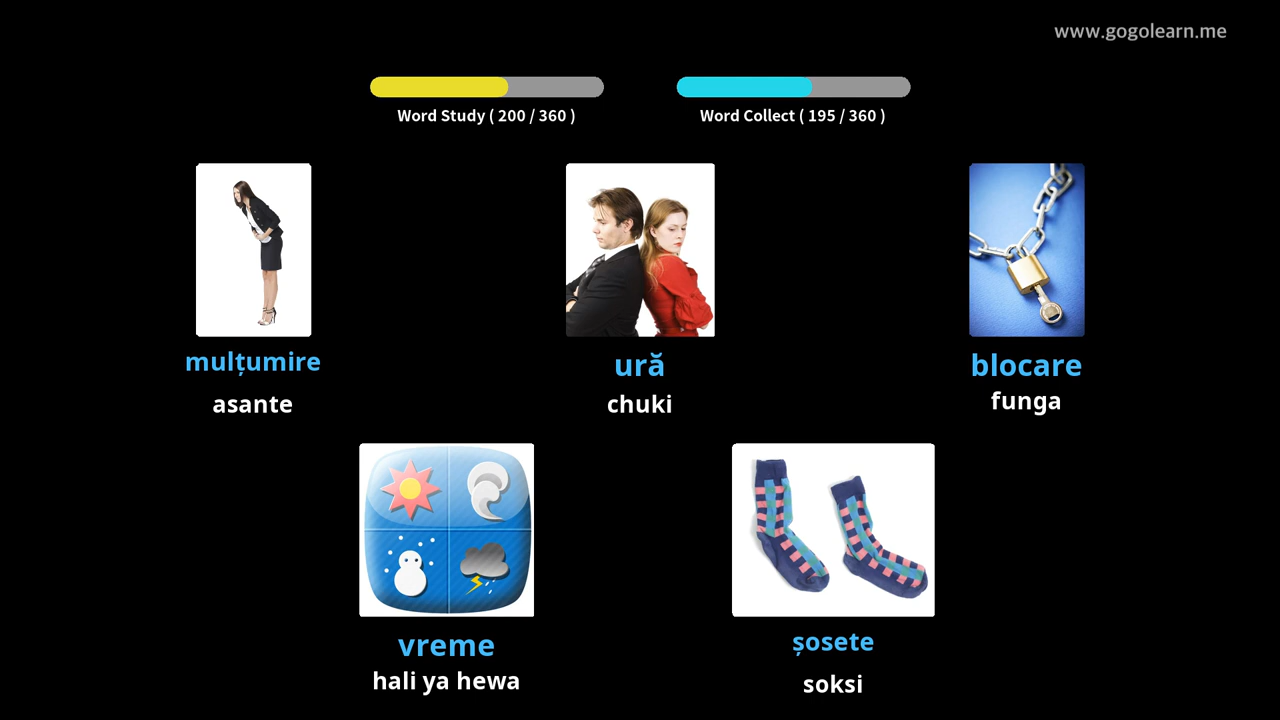 www.gogolearn.me
Word Study ( 200 / 360 )
Word Collect ( 195 / 360 )
mulțumire
asante
ură
chuki
blocare
funga
vreme
hali ya hewa
șosete
soksi